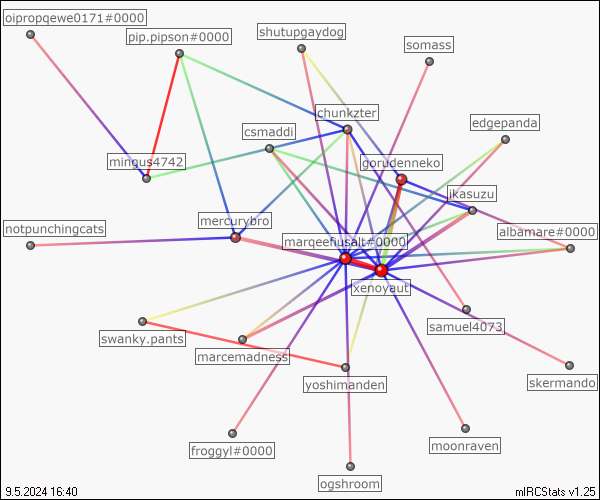 oipropqewe0171#0000
pip.pipson#0000
shutupgaydog
somass
chunkzter
edgepanda
csmaddi
mingus4742
gorudenneko
jkasuzu
mercurybro
notpunchingcats
albamare#0000
marqeefiusalt#0000
xenoyaut
samuel4073
swanky.pants
marcemadness
yoshimanden
skermando
froggyl#0000
moonraven
ogshroom
9.5.2024 16:40
mIRCStats v1.25